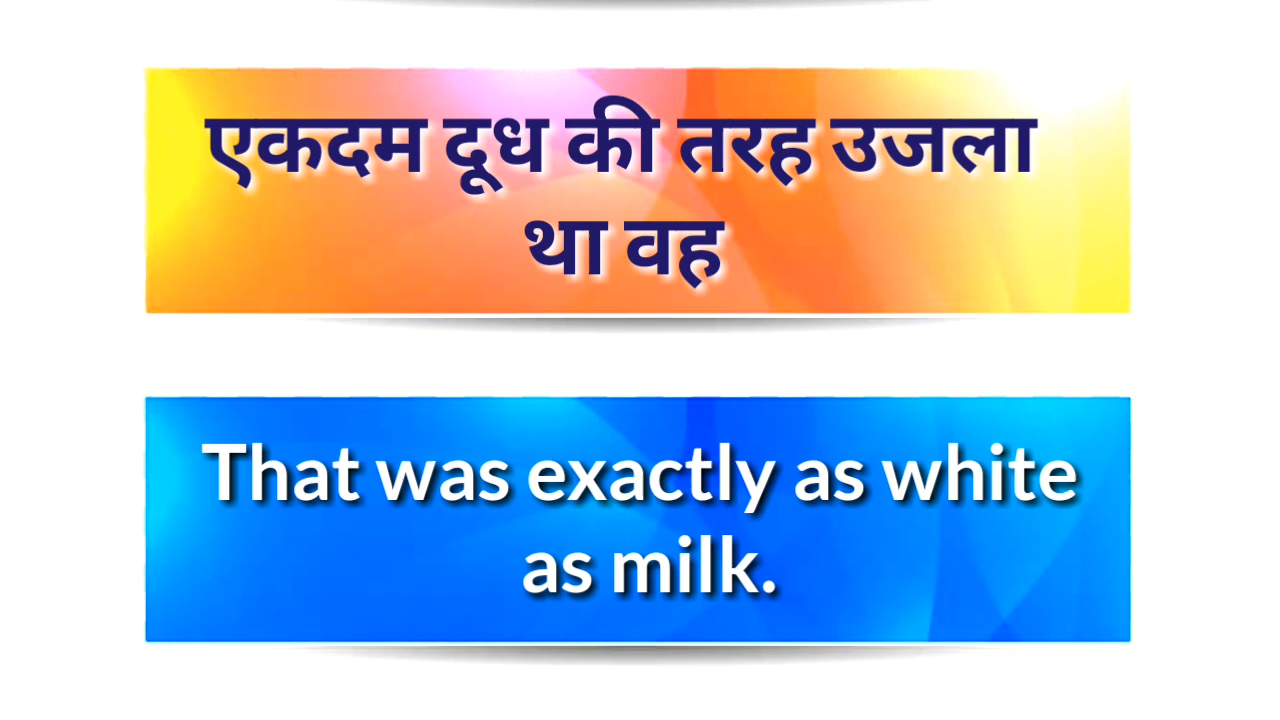 एकदम दूध की तरह उजला
था वह
That was exactly as white
as milk.